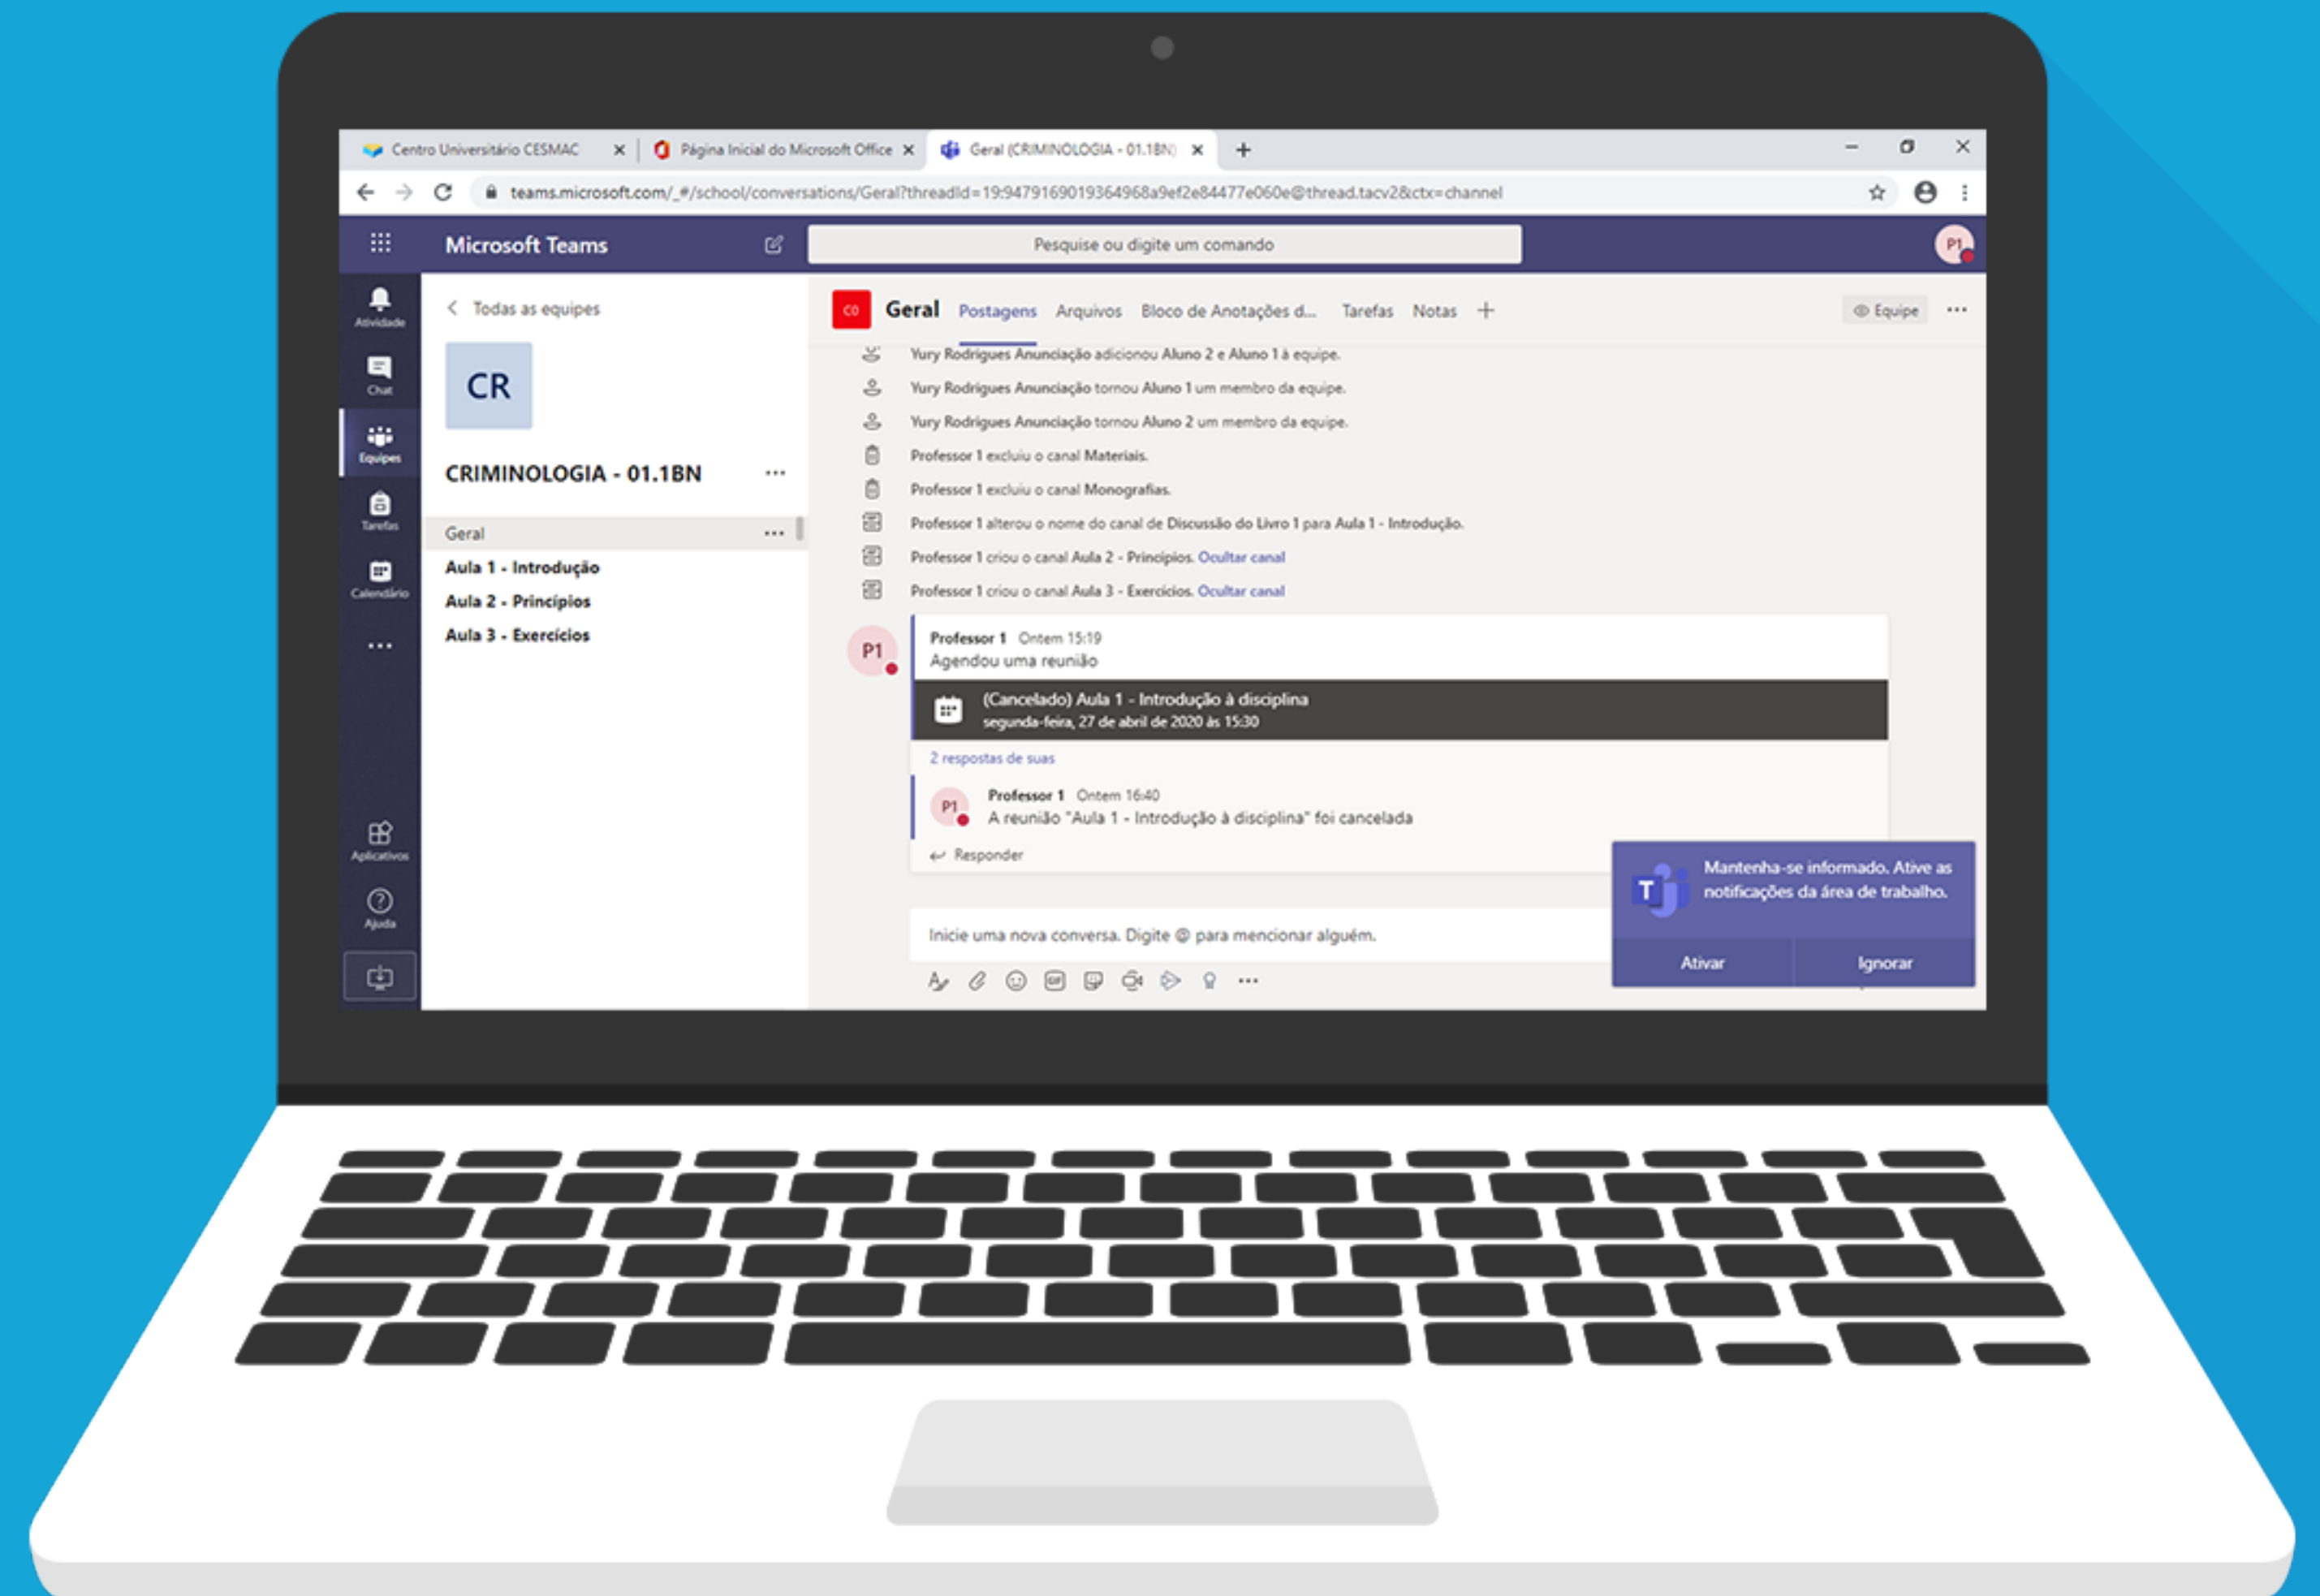 Centro Universitário CESMAC
Página Inicial do Microsoft Office
Geral (CRIMINOLOGIA - 01.1BN)
teams.microsoft.com/_#/school/conversations/Geral?threadId=19:9479169019364968a9ef2e84477e060e@thread.tacv2&ctx=channel
Microsoft Teams
Pesquise ou digite um comando
P1
Atividade
Chat
Equipes
Tarefas
Calendário
Aplicativos
Ajuda
Todas as equipes
CR
CRIMINOLOGIA - 01.1BN
Geral
Aula 1 - Introdução
Aula 2 - Princípios
Aula 3 - Exercícios
CO
Geral Postagens Arquivos Bloco de Anotações d... Tarefas Notas
Equipe
Yury Rodrigues Anunciação adicionou Aluno 2 e Aluno 1 à equipe.
Yury Rodrigues Anunciação tornou Aluno 1 um membro da equipe.
Yury Rodrigues Anunciação tornou Aluno 2 um membro da equipe.
Professor 1 excluiu o canal Materiais.
Professor 1 excluiu o canal Monografias.
Professor 1 alterou o nome do canal de Discussão do Livro 1 para Aula 1 - Introdução.
Professor 1 criou o canal Aula 2 - Princípios. Ocultar canal
Professor 1 criou o canal Aula 3 - Exercícios. Ocultar canal
P1
Professor 1 Ontem 15:19
Agendou uma reunião
(Cancelado) Aula 1 - Introdução à disciplina
segunda-feira, 27 de abril de 2020 às 15:30
2 respostas de suas
P1
Professor 1 Ontem 16:40
A reunião "Aula 1 - Introdução à disciplina" foi cancelada
Responder
Inicie uma nova conversa. Digite @ para mencionar alguém.
GIF
T
Mantenha-se informado. Ative as
notificações da área de trabalho.
Ativar
Ignorar